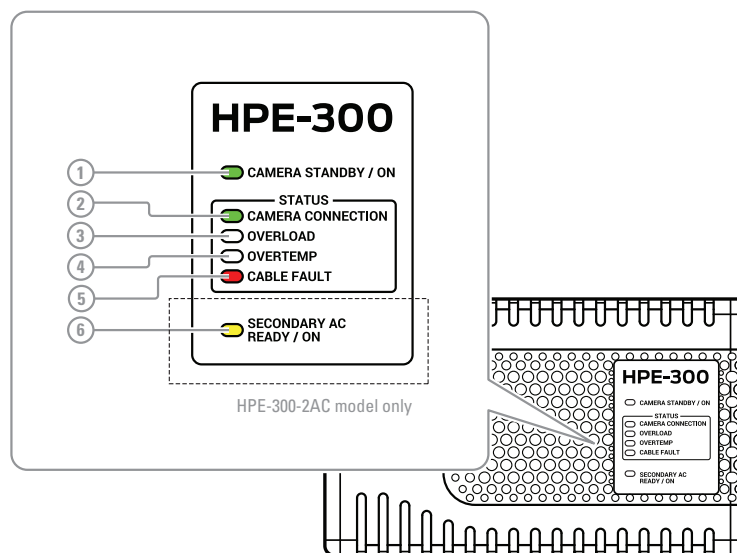 HPE-300
1
CAMERA STANDBY / ON
STATUS
2
CAMERA CONNECTION
3
OVERLOAD
4
OVERTEMP
5
CABLE FAULT
6
SECONDARY AC
READY / ON
HPE-300-2AC model only
HPE-300
CAMERA STANDBY / ON
STATUS
CAMERA CONNECTION
OVERLOAD
OVERTEMP
CABLE FAULT
SECONDARY AC
READY / ON